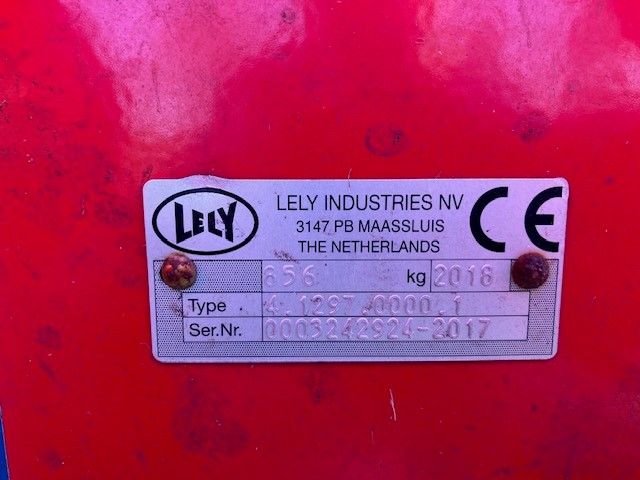 LELY
LELY INDUSTRIES NV
3147 PB MAASSLUIS
THE NETHERLANDS
CE
856 kg 2018
Type 4.1297.0000.1
Ser.Nr. 0003242924-2017